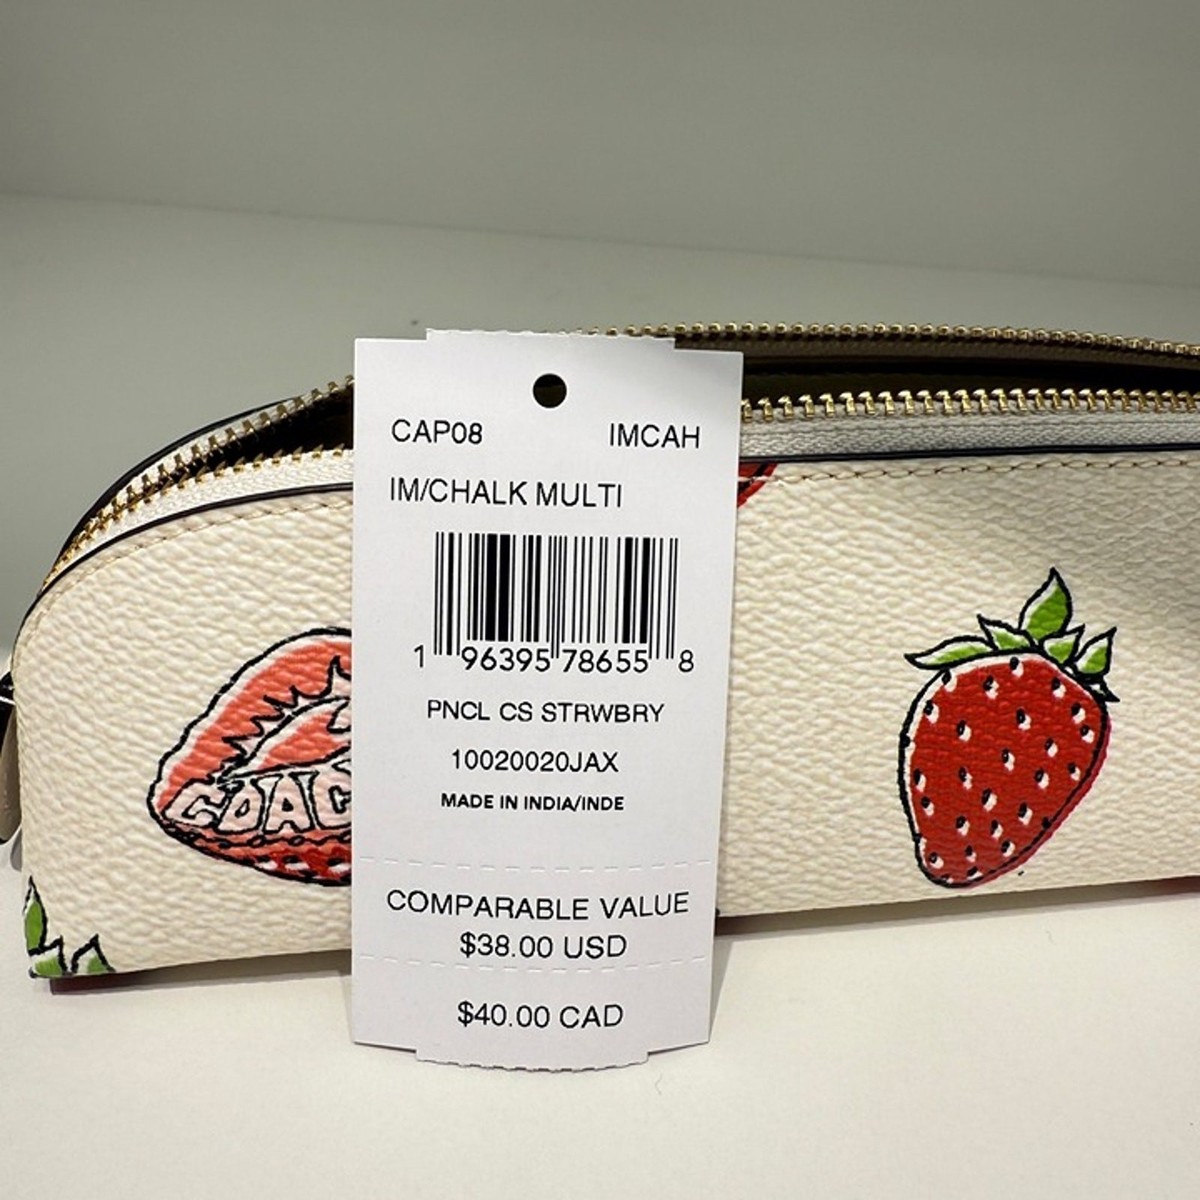 CAP08 IMCAH
IM/CHALK MULTI
1 96395 78655 8
PNCL CS STRWBRY
10020020JAX
MADE IN INDIA/INDE
COMPARABLE VALUE
$38.00 USD
$40.00 CAD
COACH